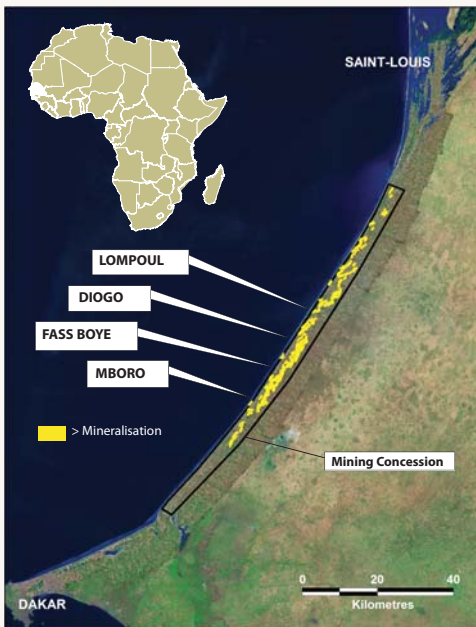 SAINT-LOUIS
LOMPOUL
DIOGO
FASS BOYE
MBORO
> Mineralisation
Mining Concession
0 20 40
Kilometres
DAKAR